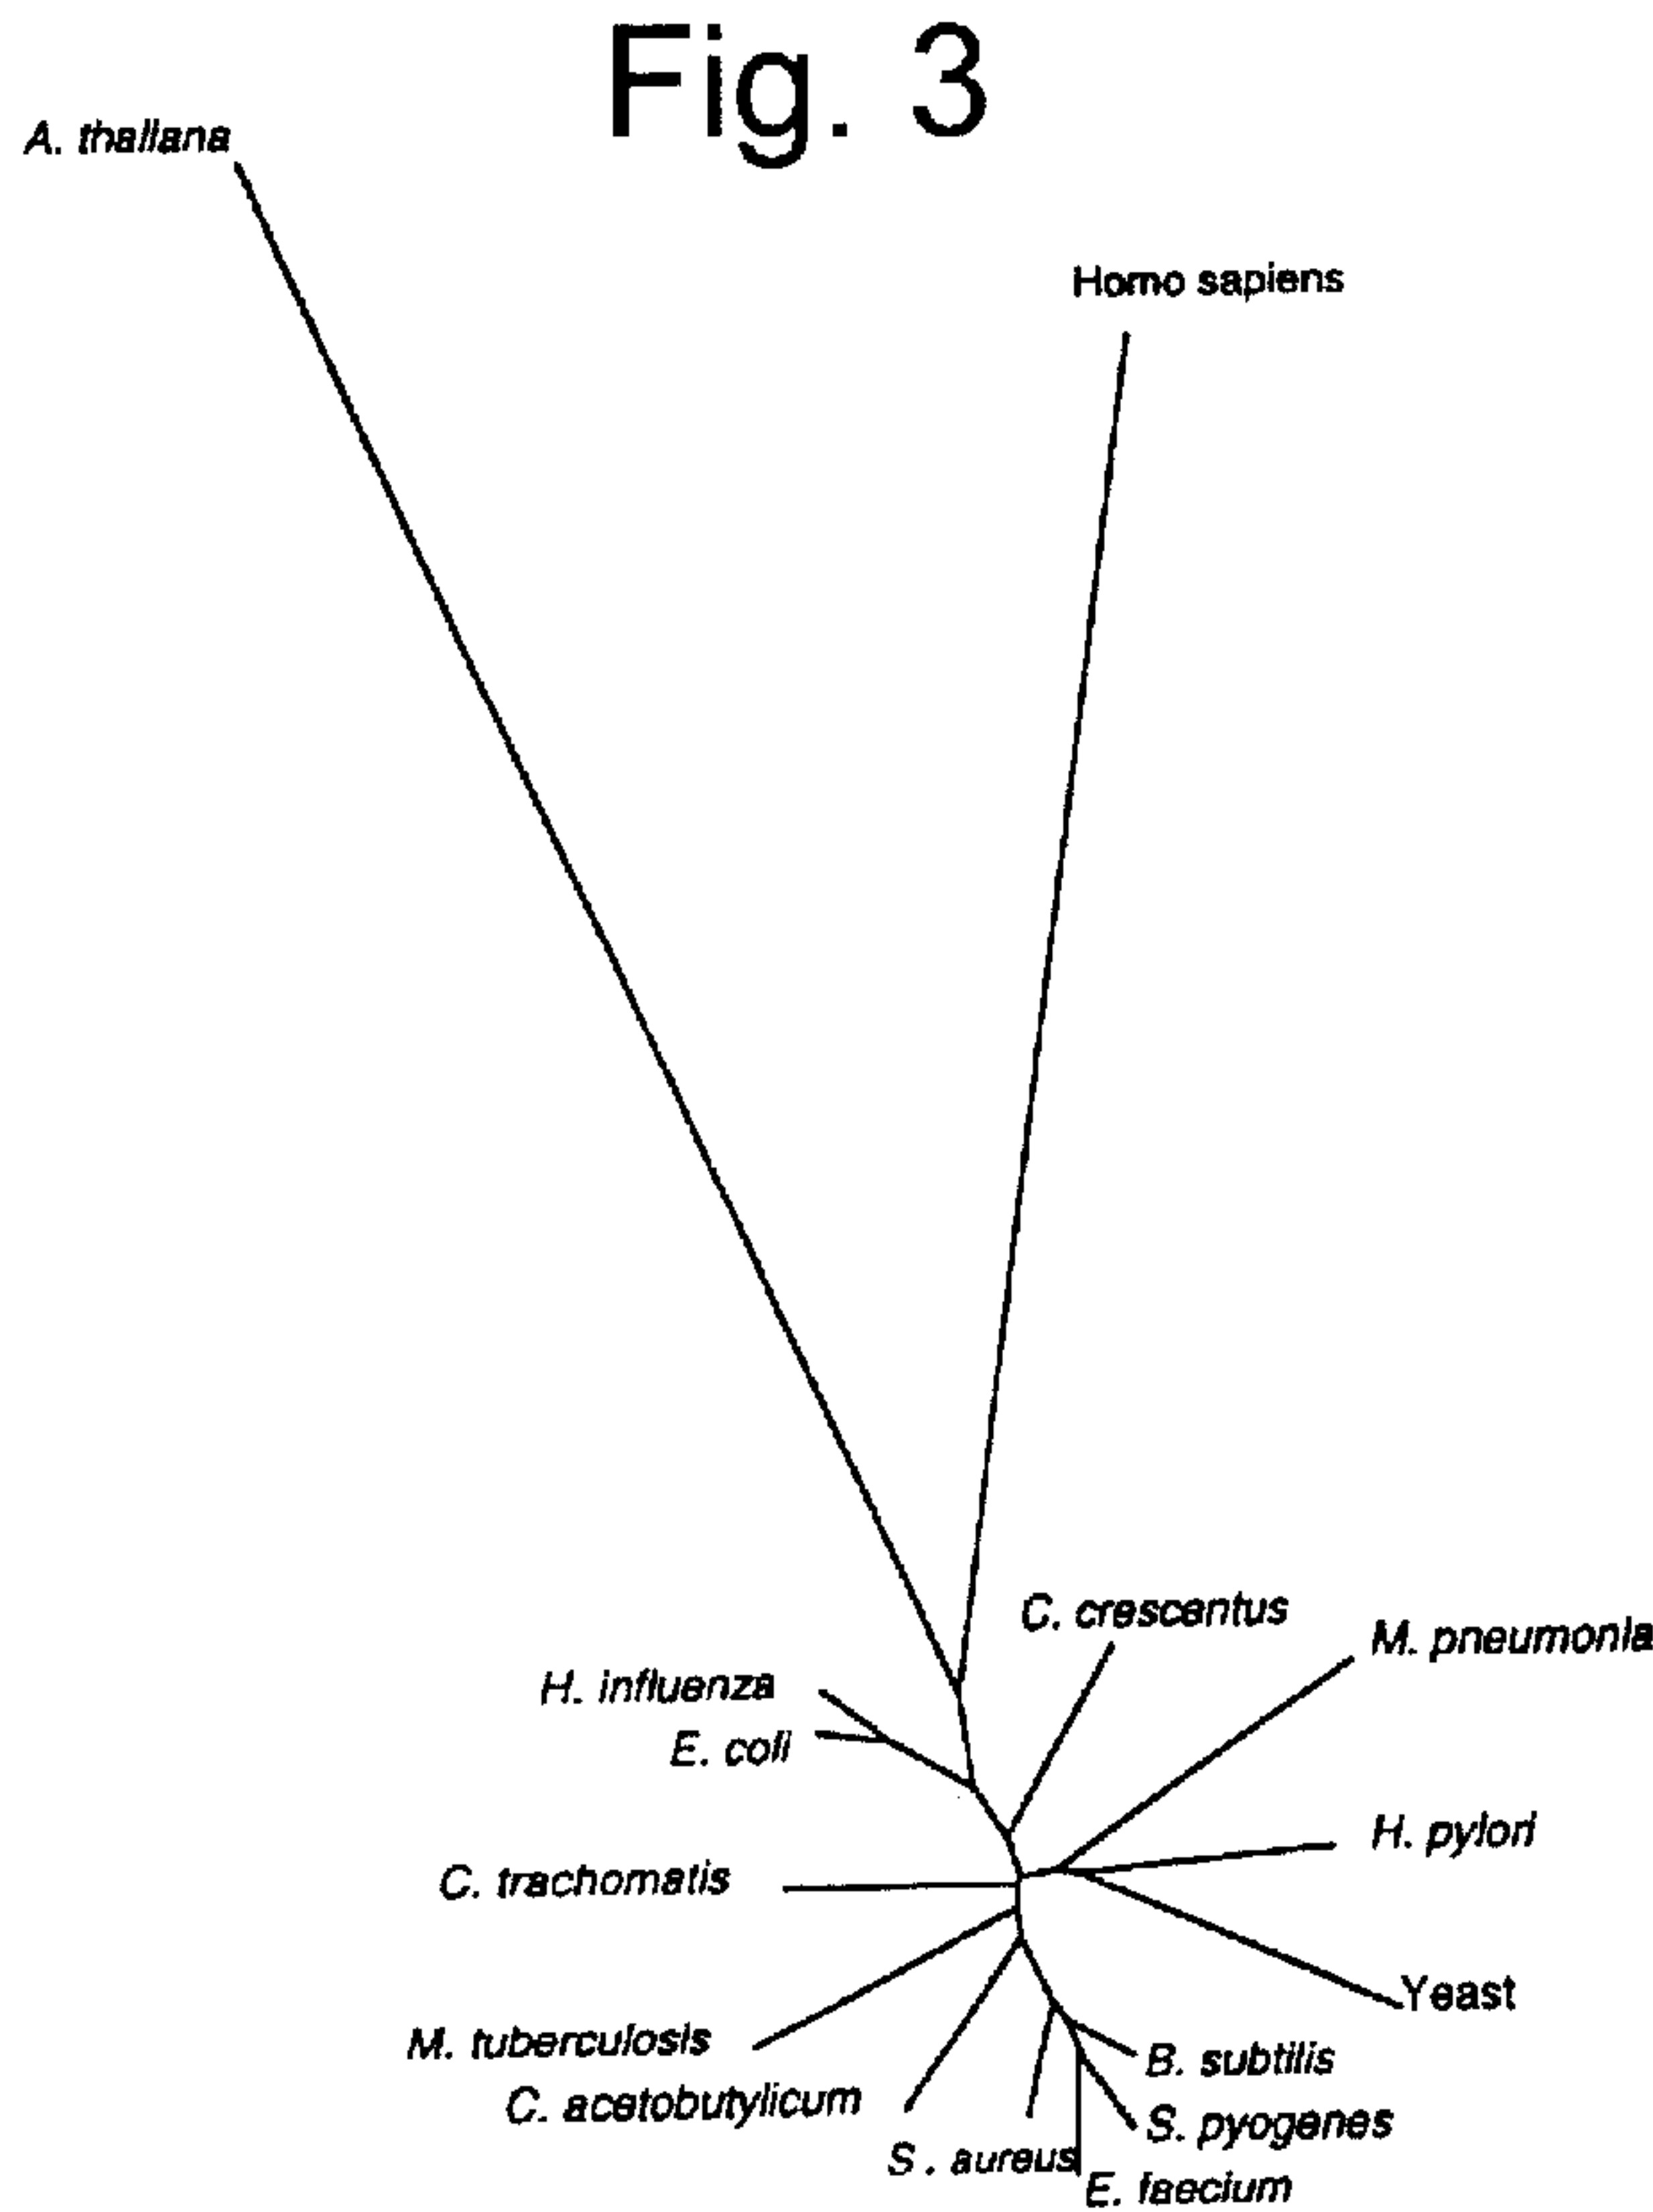 Fig. 3
A. thaliana
Homo sapiens
C. crescentus
M. pneumonia
H. influenza
E. coli
H. pylori
C. trachomatis
Yeast
M. tuberculosis
B. subtilis
C. acetobutylicum
S. pyogenes
S. aureus
E. faecium